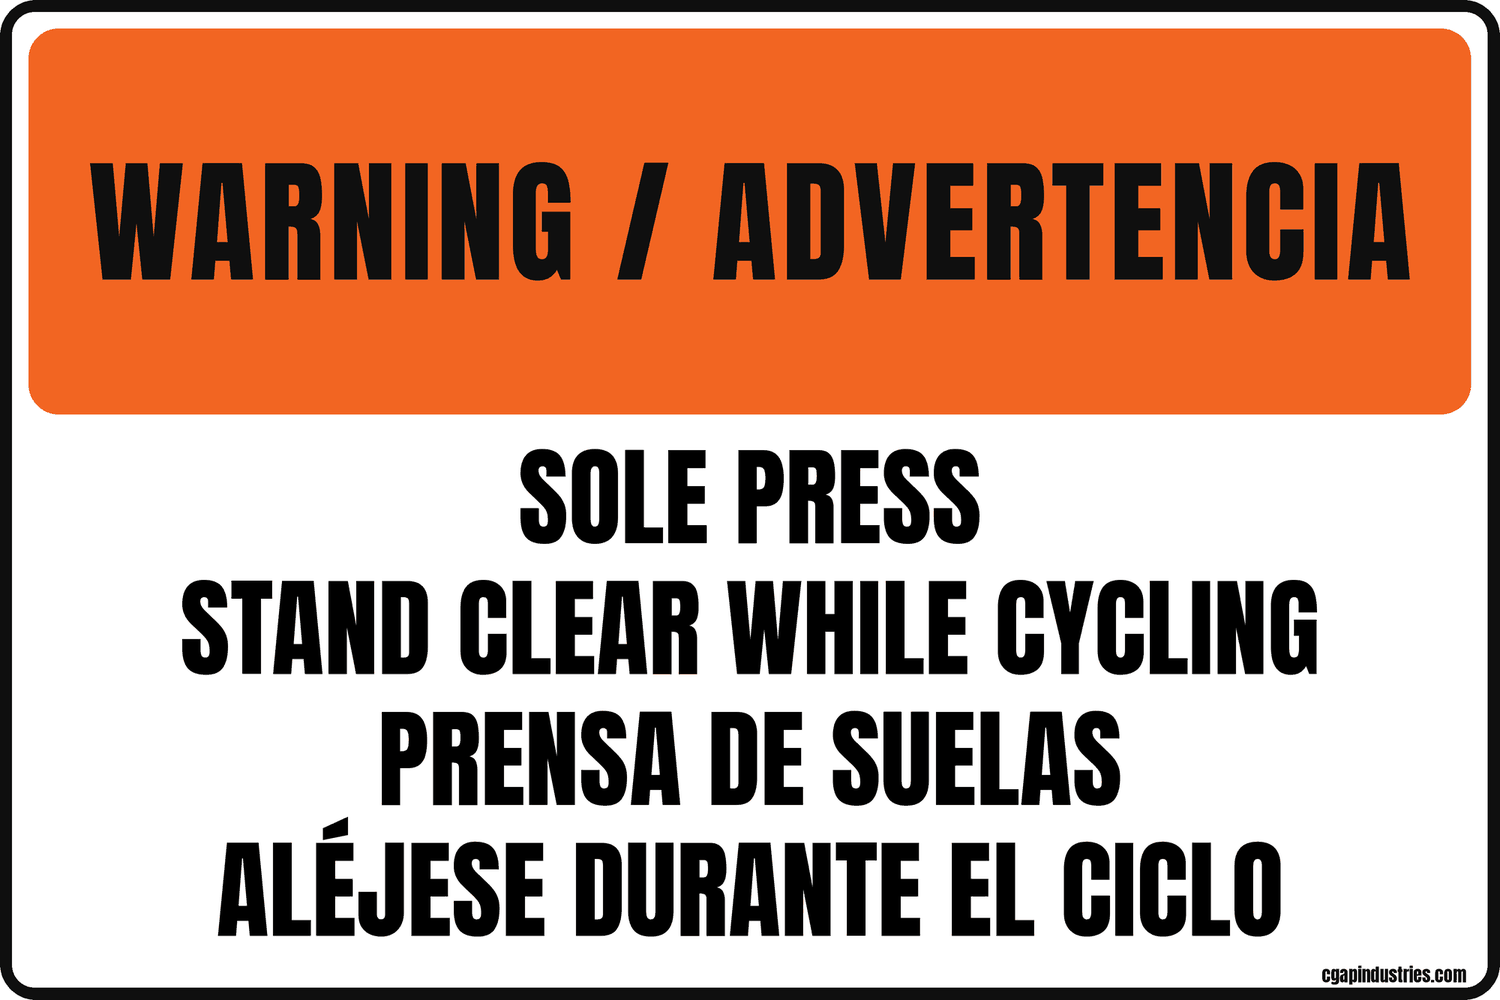 WARNING / ADVERTENCIA
SOLE PRESS
STAND CLEAR WHILE CYCLING
PRENSA DE SUELAS
ALÉJESE DURANTE EL CICLO
cgapindustries.com